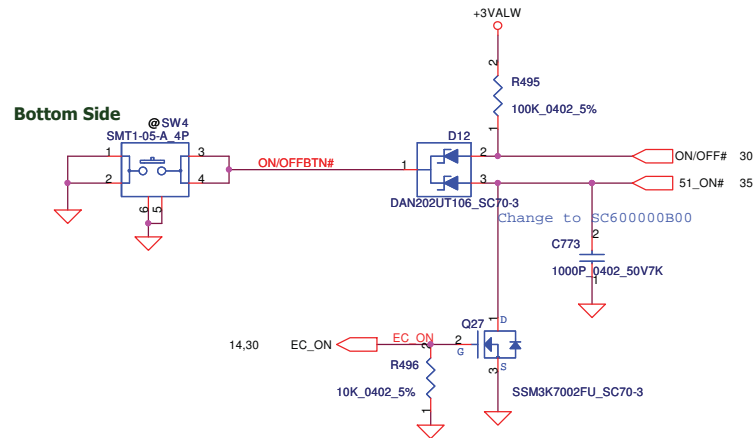 +3VALW
2
R495
100K_0402_5%
1
Bottom Side
@SW4
SMT1-05-A_4P
1
3
2
4
6
5
ON/OFFBTN#
D12
1
2
3
DAN202UT106_SC70-3
ON/OFF# 30
51_ON# 35
Change to SC600000B00
2
C773
1000P_0402_50V7K
1
14,30 EC_ON
EC_ON
2
R496
10K_0402_5%
1
Q27
1 D
2
G
3 S
SSM3K7002FU_SC70-3